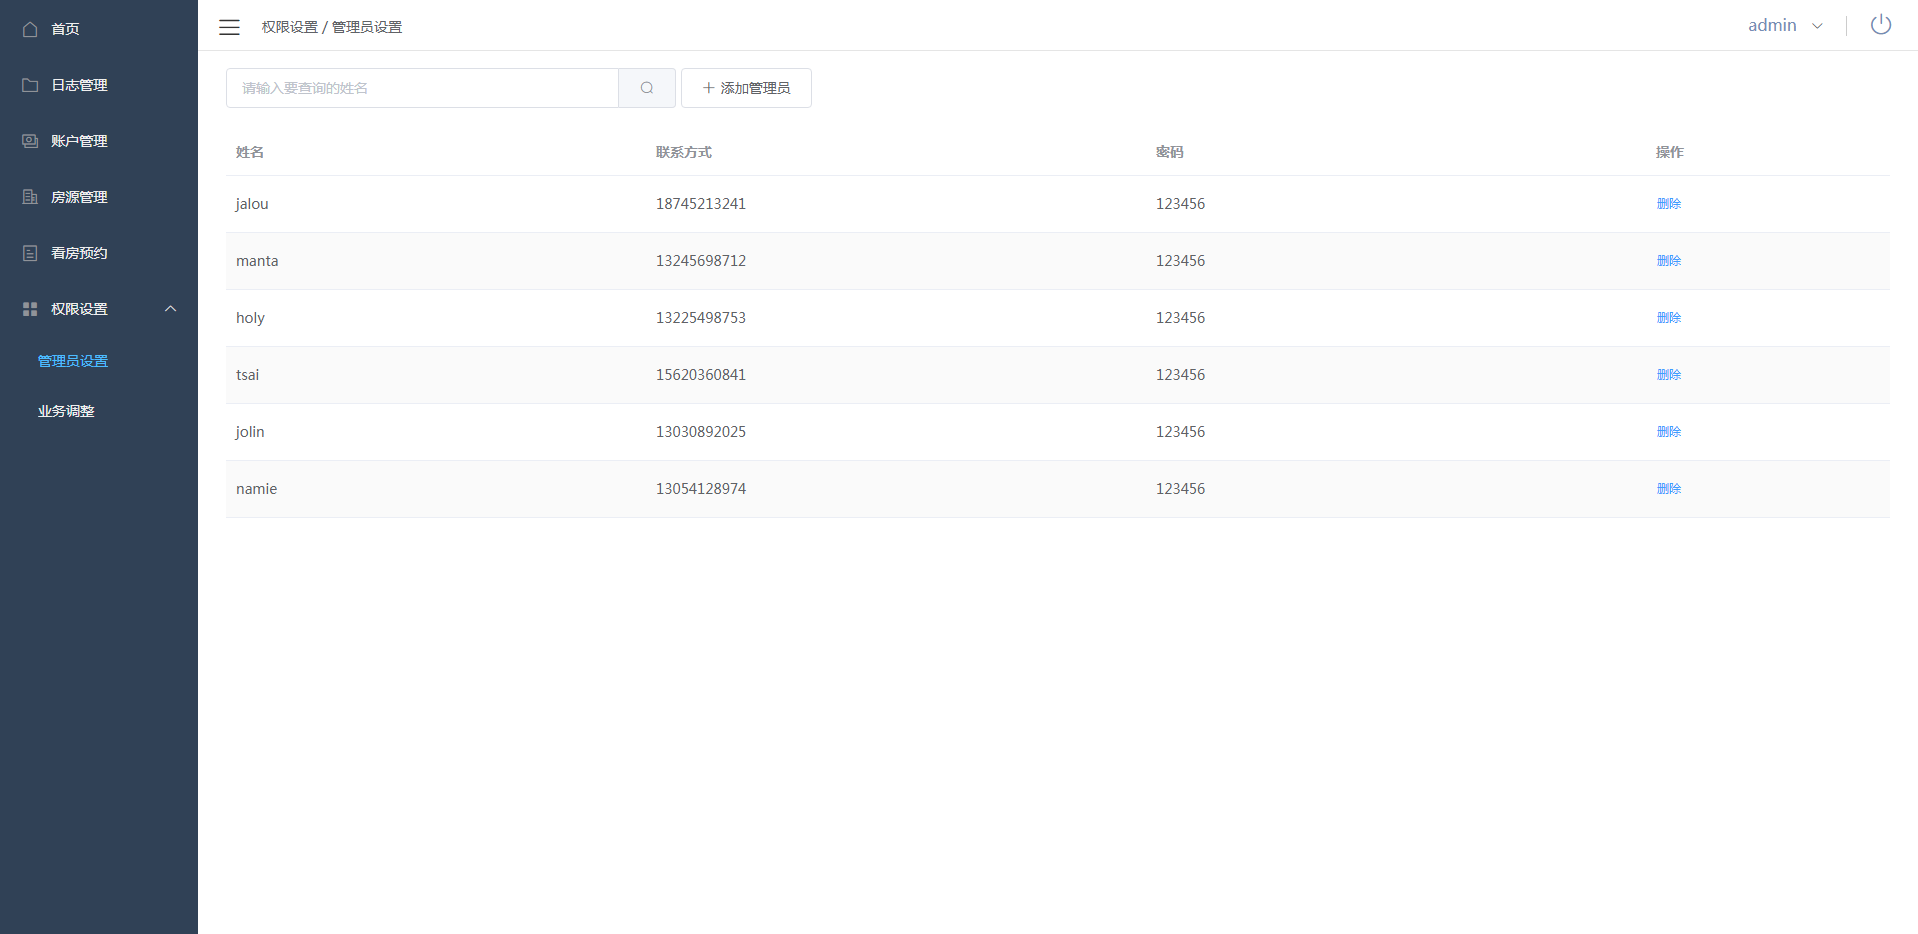 首页
日志管理
账户管理
房源管理
看房预约
权限设置
管理员设置
业务调整
权限设置 / 管理员设置
admin
请输入要查询的姓名
添加管理员
姓名 联系方式 密码 操作
jalou 18745213241 123456 删除
manta 13245698712 123456 删除
holy 13225498753 123456 删除
tsai 15620360841 123456 删除
jolin 13030892025 123456 删除
namie 13054128974 123456 删除